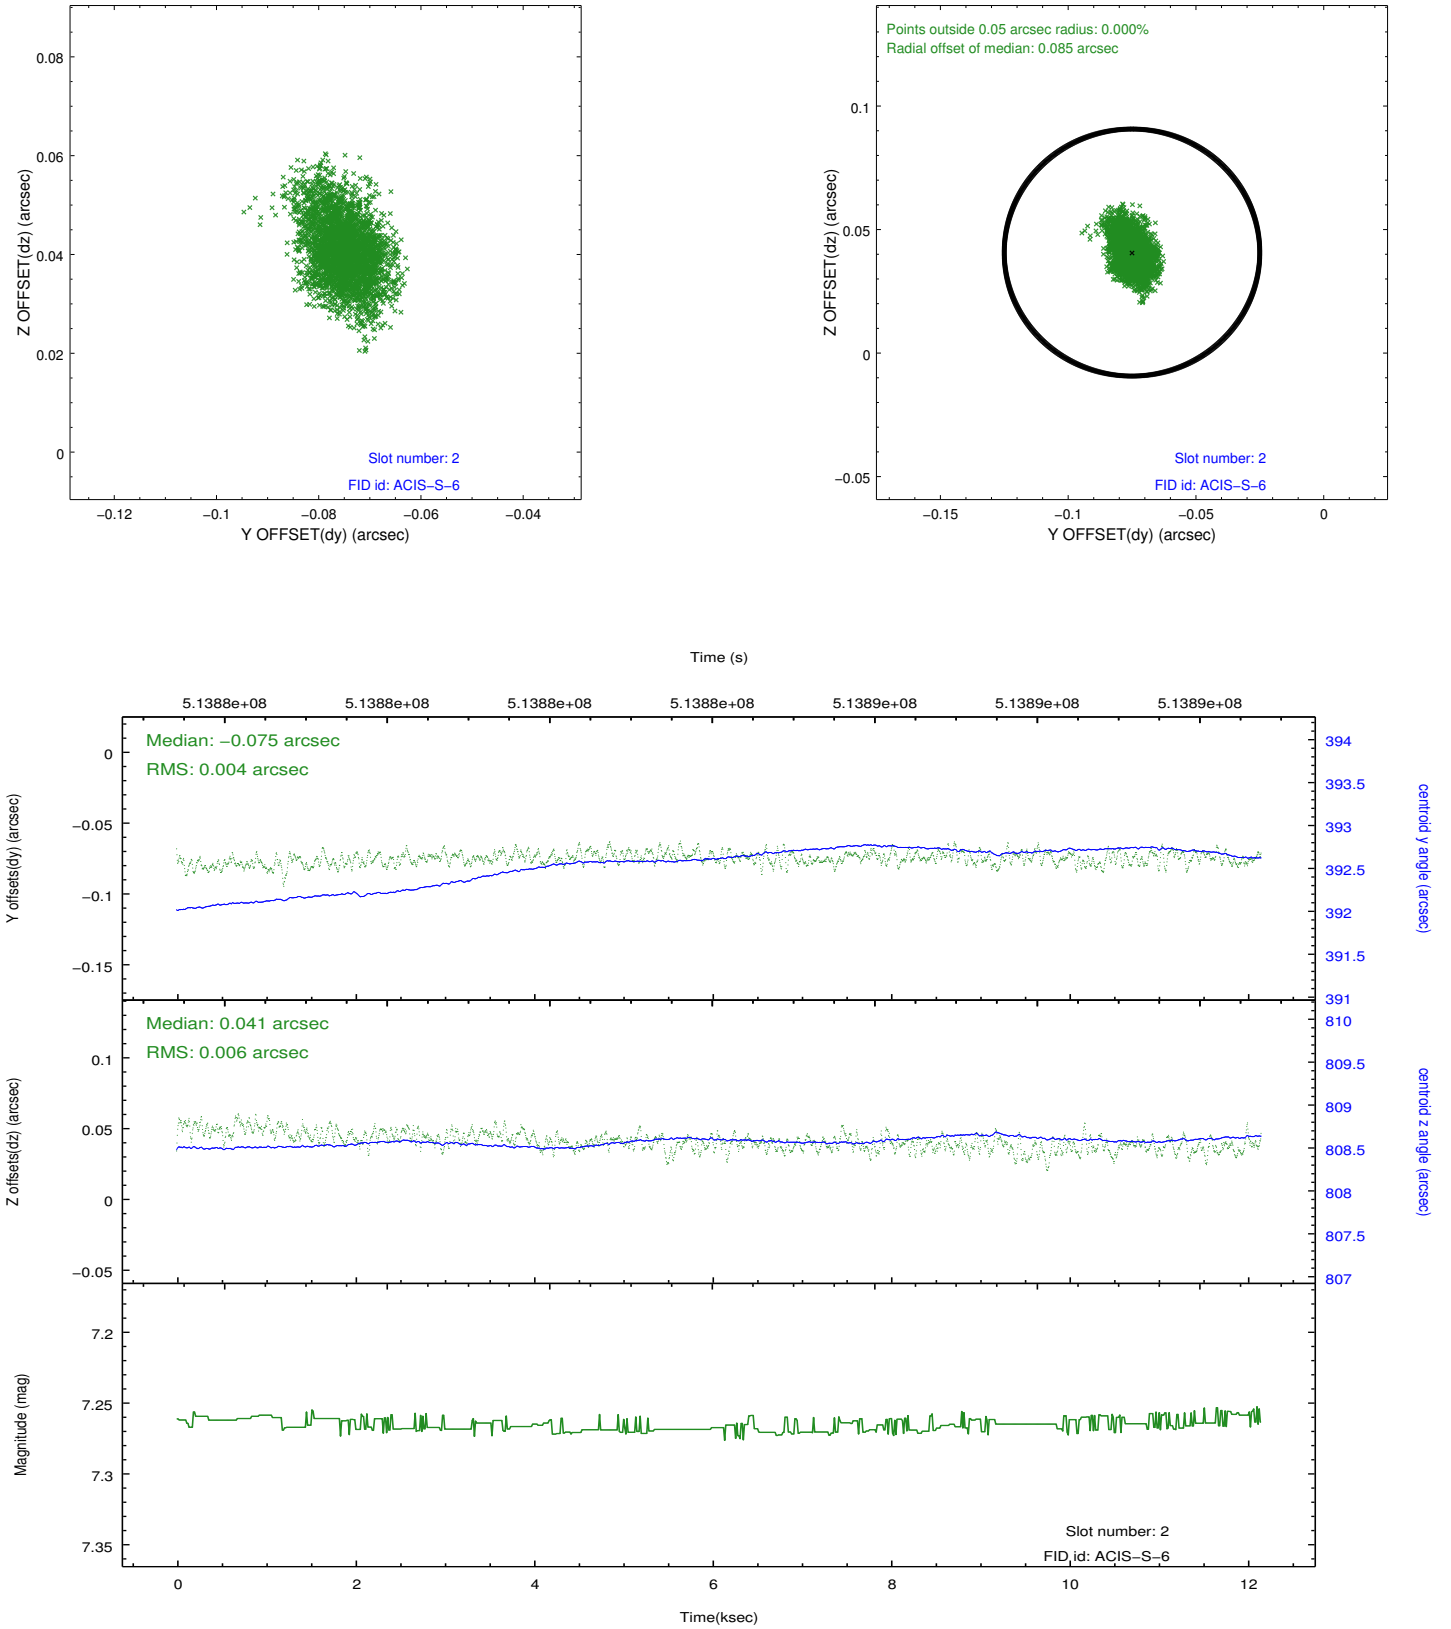 0.08
0.06
0.04
0.02
0
Z OFFSET(dz) (arcsec)
Slot number: 2
FID id: ACIS−S−6
−0.12
−0.1
−0.08
−0.06
−0.04
Y OFFSET(dy) (arcsec)
Points outside 0.05 arcsec radius: 0.000%
Radial offset of median: 0.085 arcsec
0.1
0.05
0
−0.05
Z OFFSET(dz) (arcsec)
Slot number: 2
FID id: ACIS−S−6
−0.15
−0.1
−0.05
0
Y OFFSET(dy) (arcsec)
Time (s)
5.1388e+08
5.1388e+08
5.1388e+08
5.1388e+08
5.1389e+08
5.1389e+08
5.1389e+08
Median: −0.075 arcsec
RMS: 0.004 arcsec
0
−0.05
−0.1
−0.15
Y offsets(dy) (arcsec)
394
393.5
393
392.5
392
391.5
391
centroid y angle (arcsec)
Median: 0.041 arcsec
RMS: 0.006 arcsec
0.1
0.05
0
−0.05
Z offsets(dz) (arcsec)
810
809.5
809
808.5
808
807.5
807
centroid z angle (arcsec)
7.2
7.25
7.3
7.35
Magnitude (mag)
Slot number: 2
FID id: ACIS−S−6
0
2
4
6
8
10
12
Time(ksec)